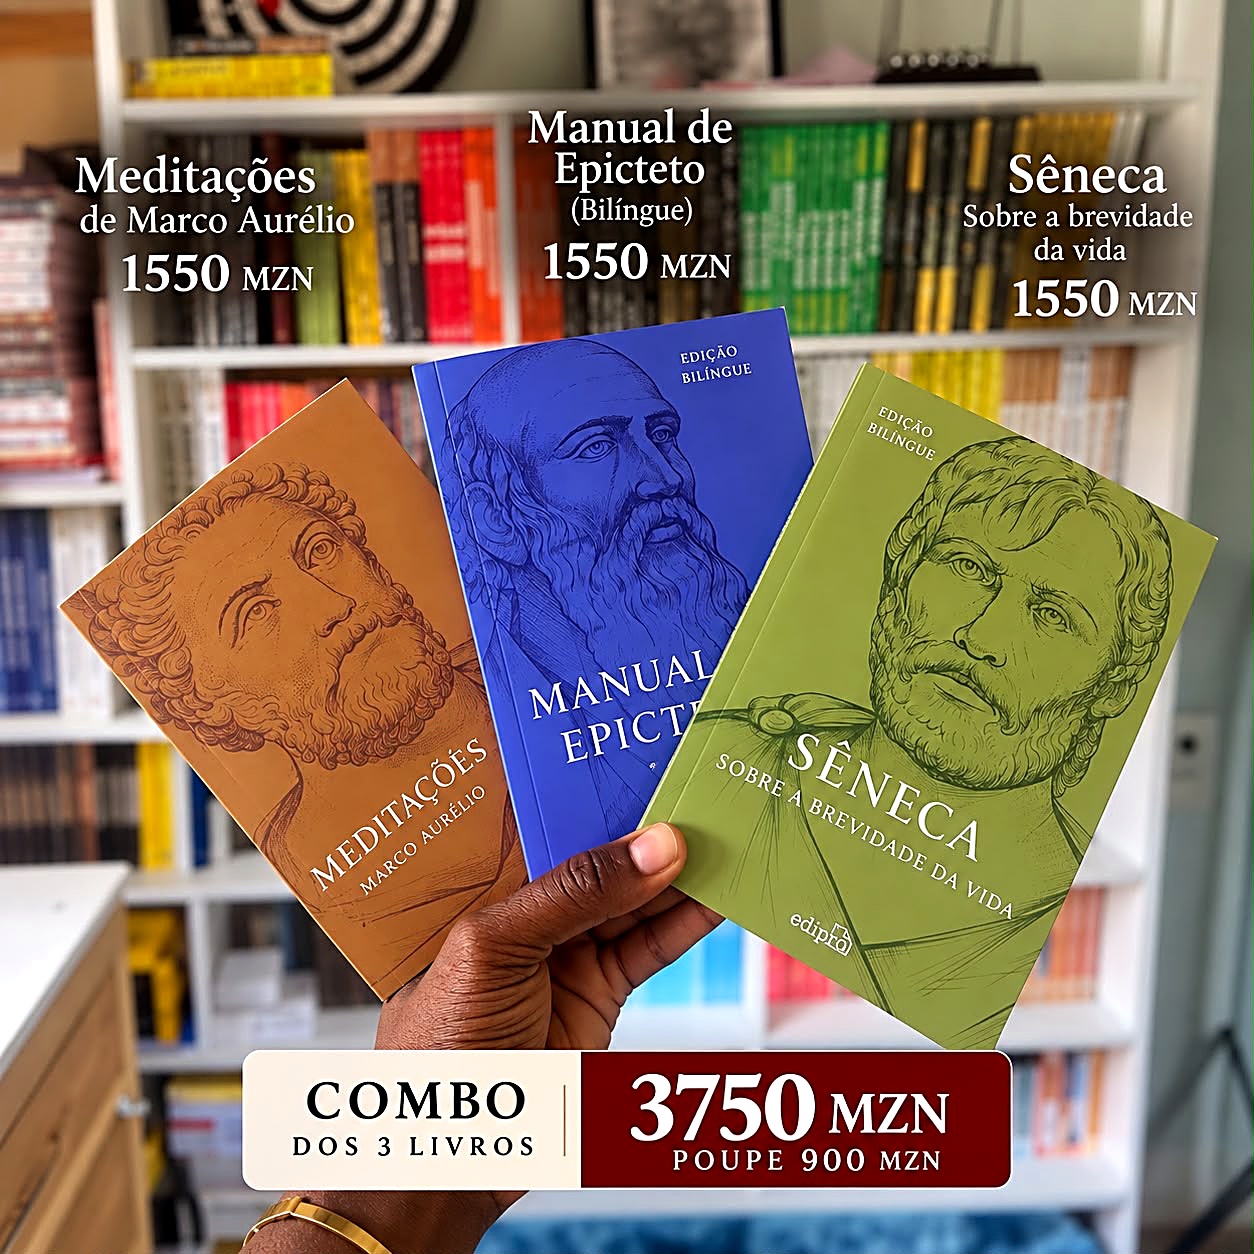 Meditações
de Marco Aurélio
1550 MZN
Manual de
Epicteto
(Bilíngue)
1550 MZN
Sêneca
Sobre a brevidade
da vida
1550 MZN
MEDITAÇÕES
MARCO AURÉLIO
EDIÇÃO
BILÍNGUE
MANUAL
EPICTE
EDIÇÃO
BILÍNGUE
SÊNECA
SOBRE A BREVIDADE DA VIDA
edipro
COMBO
DOS 3 LIVROS
3750 MZN
POUPE 900 MZN